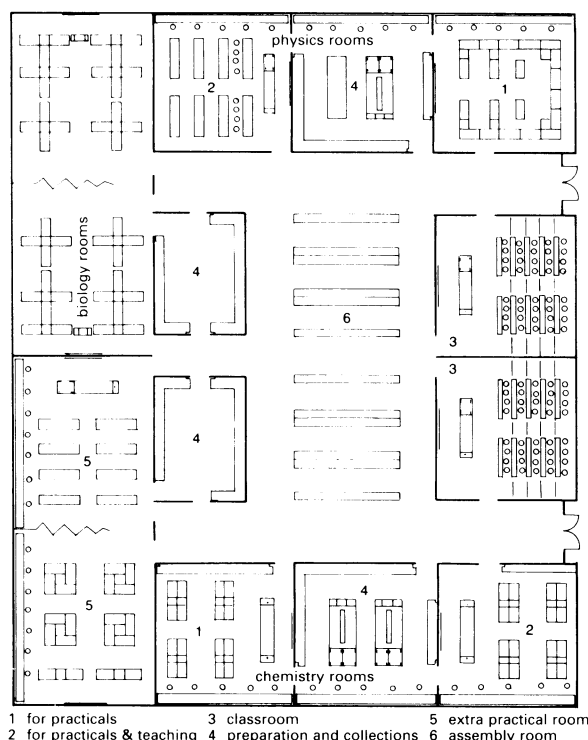 physics rooms
2
4
1
biology rooms
4
6
3
3
4
5
5
1
4
2
chemistry rooms
1 for practicals 3 classroom 5 extra practical room
2 for practicals & teaching 4 preparation and collections 6 assembly room